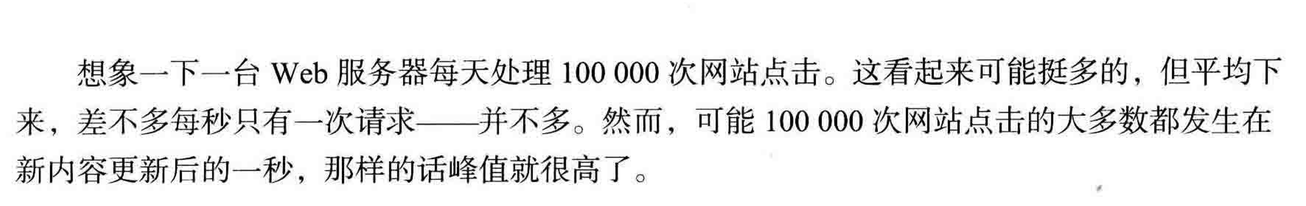 想象一下一台 Web 服务器每天处理 100 000 次网站点击。这看起来可能挺多的，但平均下
来，差不多每秒只有一次请求——并不多。然而，可能 100 000 次网站点击的大多数都发生在
新内容更新后的一秒，那样的话峰值就很高了。